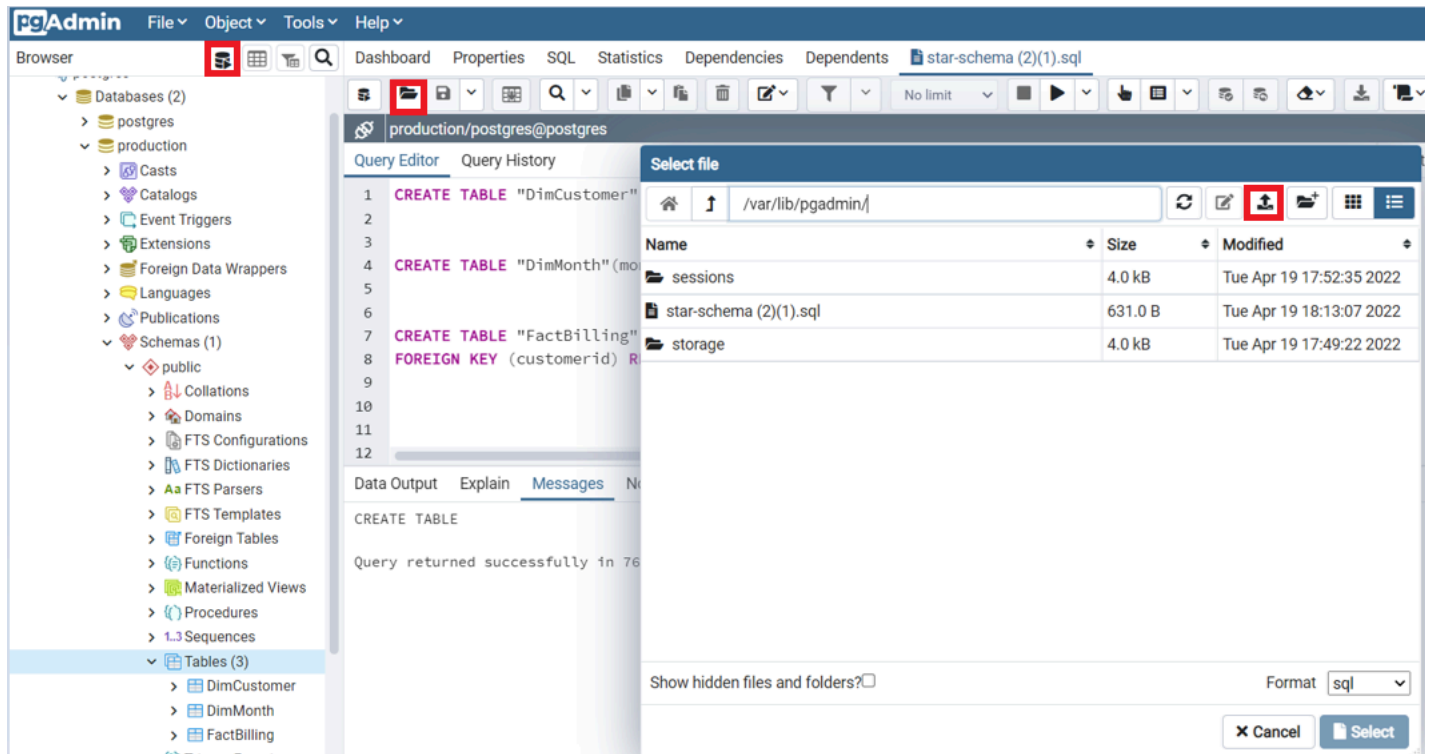 pgAdmin File Object Tools Help
Browser
Dashboard Properties SQL Statistics Dependencies Dependents star-schema (2)(1).sql
Databases (2)
postgres
production
Casts
Catalogs
Event Triggers
Extensions
Foreign Data Wrappers
Languages
Publications
Schemas (1)
public
Collations
Domains
FTS Configurations
FTS Dictionaries
FTS Parsers
FTS Templates
Foreign Tables
Functions
Materialized Views
Procedures
1..3 Sequences
Tables (3)
DimCustomer
DimMonth
FactBilling
No limit
production/postgres@postgres
Query Editor Query History
1 CREATE TABLE "DimCustomer"
2
3
4 CREATE TABLE "DimMonth"(mo
5
6
7 CREATE TABLE "FactBilling"
8 FOREIGN KEY (customerid) R
9
10
11
12
Data Output Explain Messages
CREATE TABLE
Query returned successfully in 76
Select file
/var/lib/pgadmin/
Name Size Modified
sessions 4.0 kB Tue Apr 19 17:52:35 2022
star-schema (2)(1).sql 631.0 B Tue Apr 19 18:13:07 2022
storage 4.0 kB Tue Apr 19 17:49:22 2022
Show hidden files and folders?
Format sql
Cancel Select